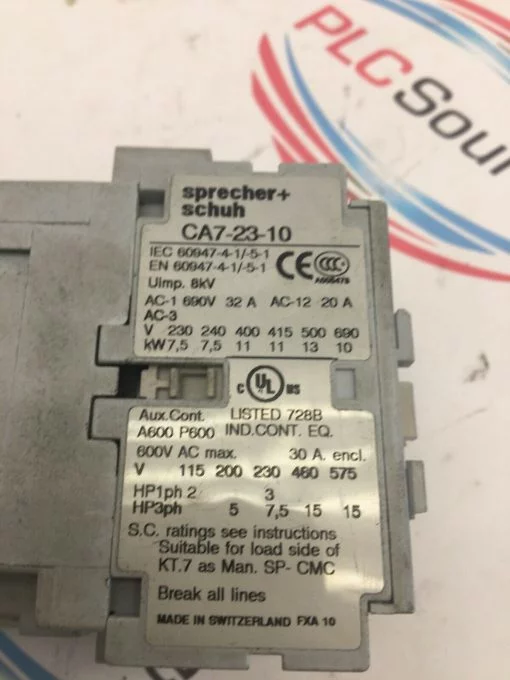 PLCSour
sprecher+
schuh
CA7-23-10
IEC 60947-4-1/-5-1
EN 60947-4-1/-5-1
CE CCC
Uimp. 8kV
AC-1 690V 32 A AC-12 20 A
AC-3
V 230 240 400 415 500 690
kW 7,5 7,5 11 11 13 10
C UL US
Aux.Cont. LISTED 728B
A600 P600 IND.CONT. EQ.
600V AC max. 30 A. encl.
V 115 200 230 460 575
HP1ph 2 3
HP3ph 5 7,5 15 15
S.C. ratings see instructions
Suitable for load side of
KT.7 as Man. SP- CMC
Break all lines
MADE IN SWITZERLAND FXA 10